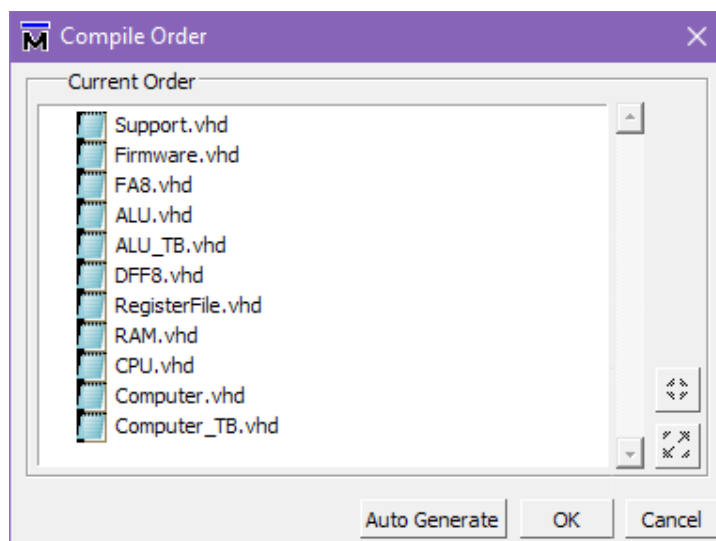 Compile Order
Current Order
Support.vhd
Firmware.vhd
FA8.vhd
ALU.vhd
ALU_TB.vhd
DFF8.vhd
RegisterFile.vhd
RAM.vhd
CPU.vhd
Computer.vhd
Computer_TB.vhd
Auto Generate OK Cancel